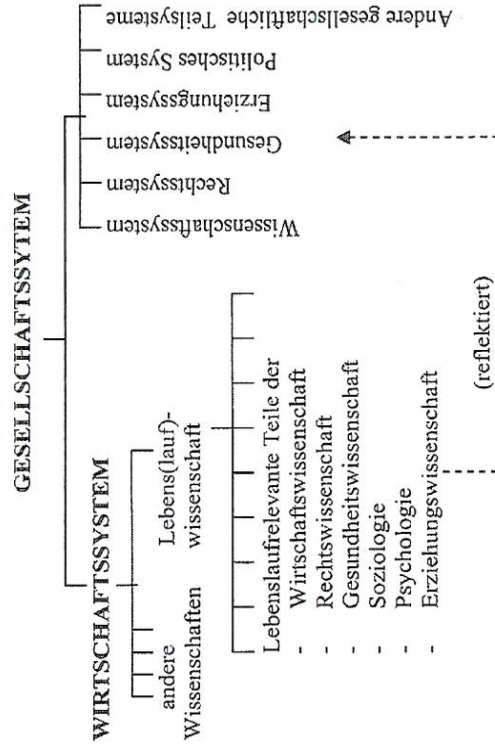 GESELLSCHAFTSSYTEM
WIRTSCHAFTSSYSTEM
andere
Wissenschaften
Lebens(lauf)-
wissenschaft
Lebenslaufrelevante Teile der
- Wirtschaftswissenschaft
- Rechtswissenschaft
- Gesundheitswissenschaft
- Soziologie
- Psychologie
- Erziehungswissenschaft
(reflektiert)
Wissenschaftssystem
Rechtssystem
Gesundheitssystem
Erziehungssystem
Politisches System
Andere gesellschaftliche Teilsysteme